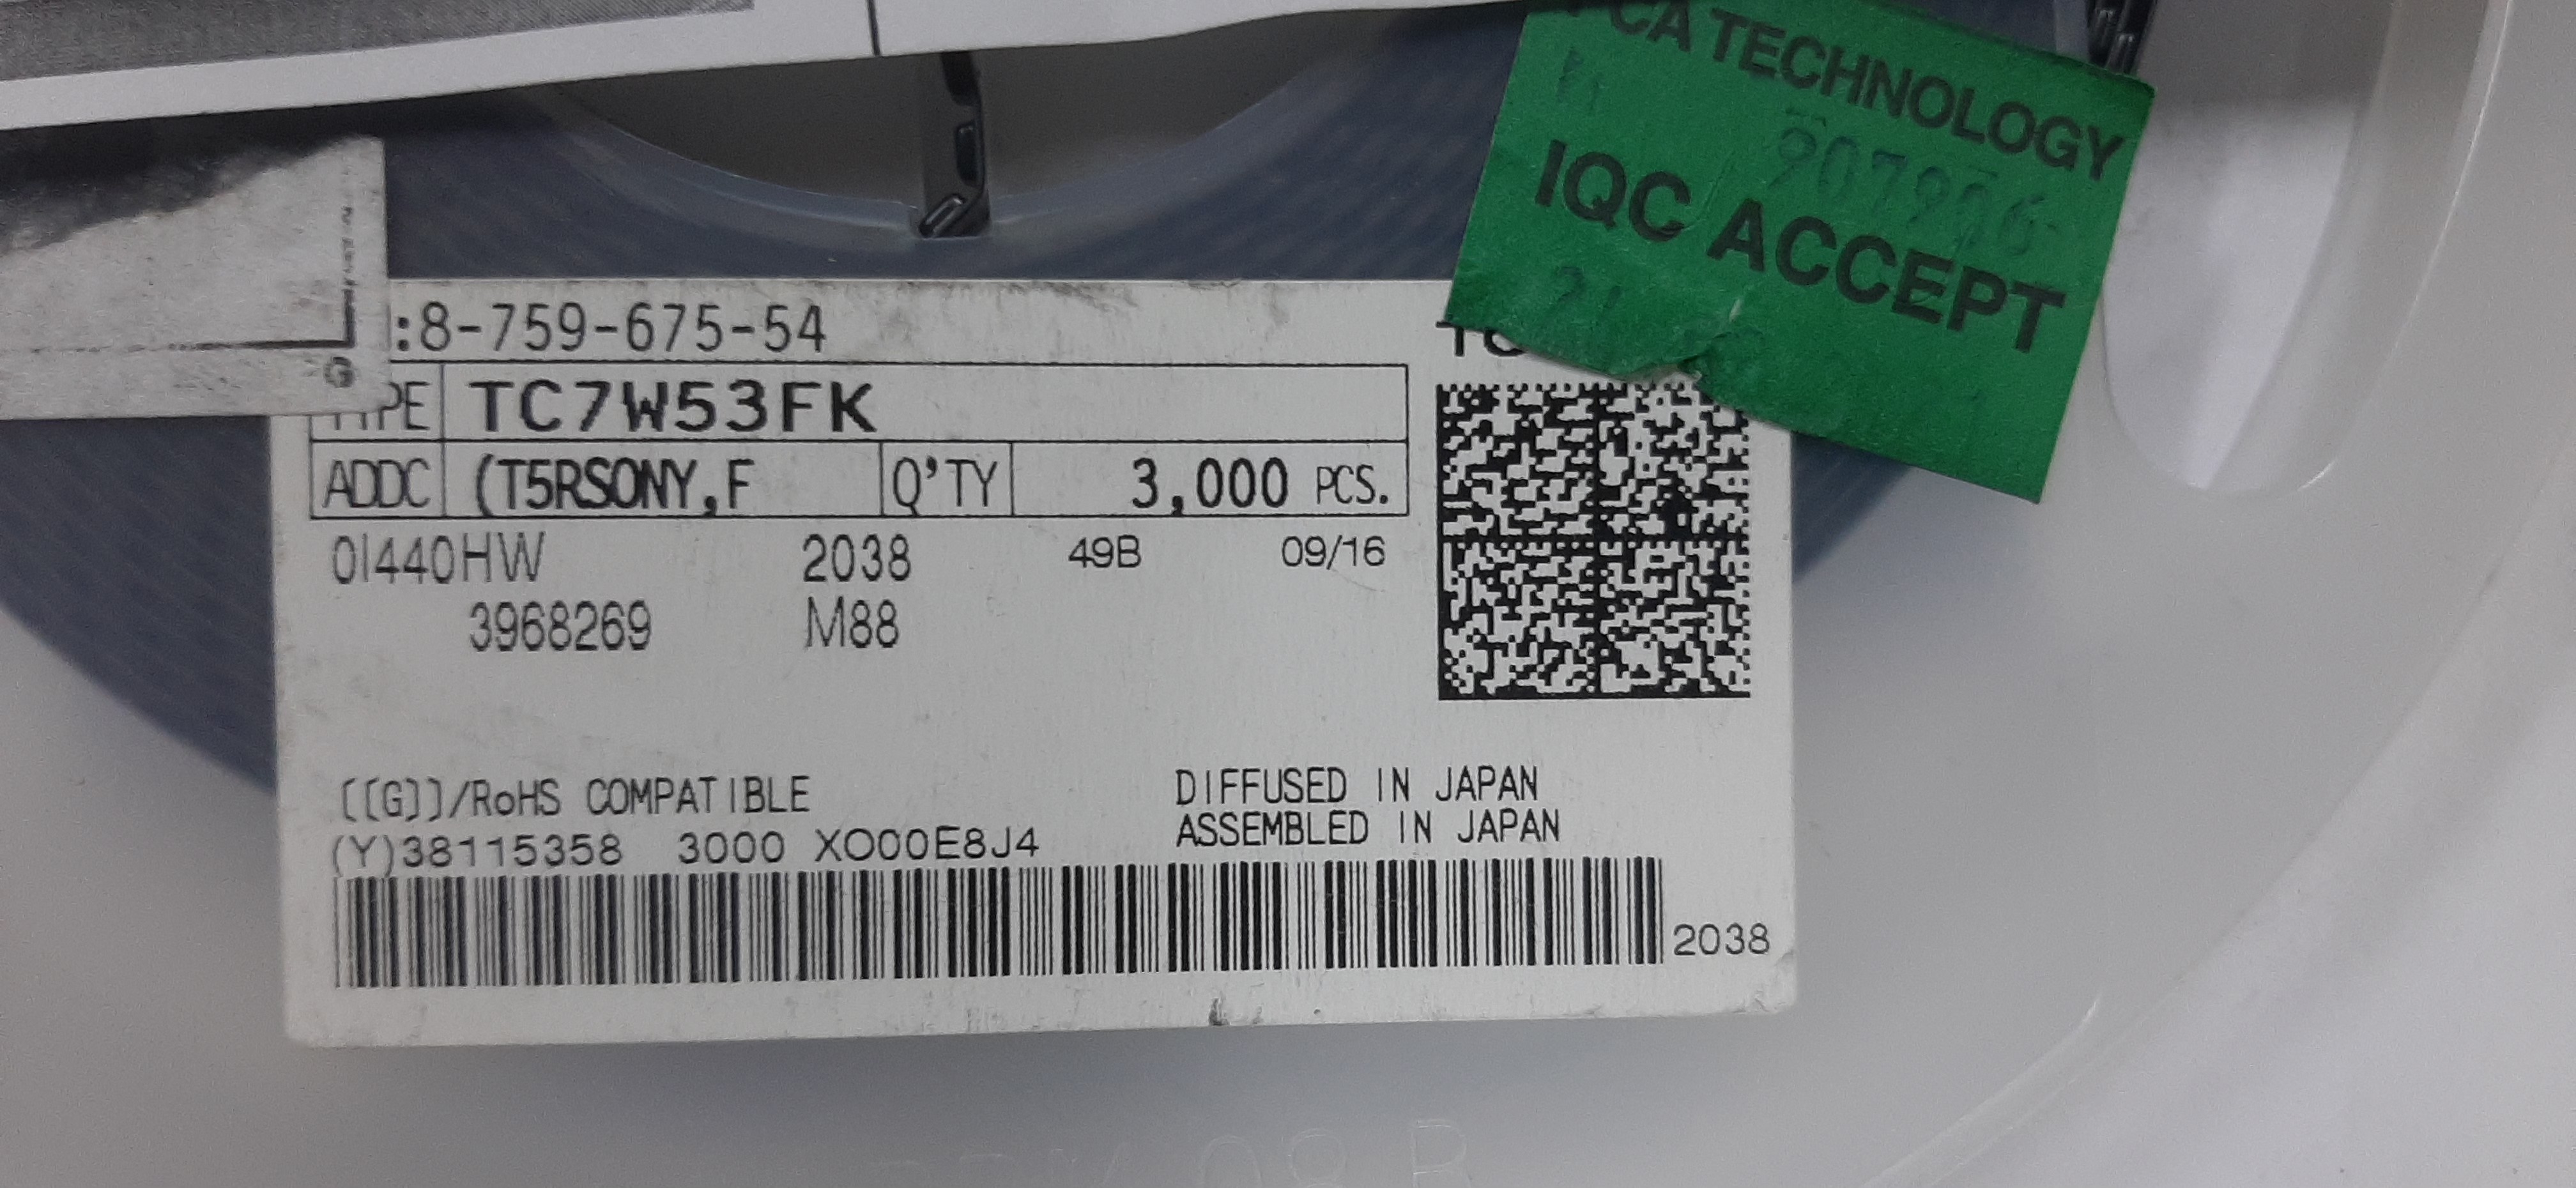 CA TECHNOLOGY
IQC ACCEPT
:8-759-675-54
G
TYPE TC7W53FK
ADDC (T5RSONY,F Q'TY 3,000 PCS.
0I440HW 2038 49B 09/16
3968269 M88
[[G]]/RoHS COMPATIBLE
DIFFUSED IN JAPAN
ASSEMBLED IN JAPAN
(Y)38115358 3000 XO00E8J4
2038